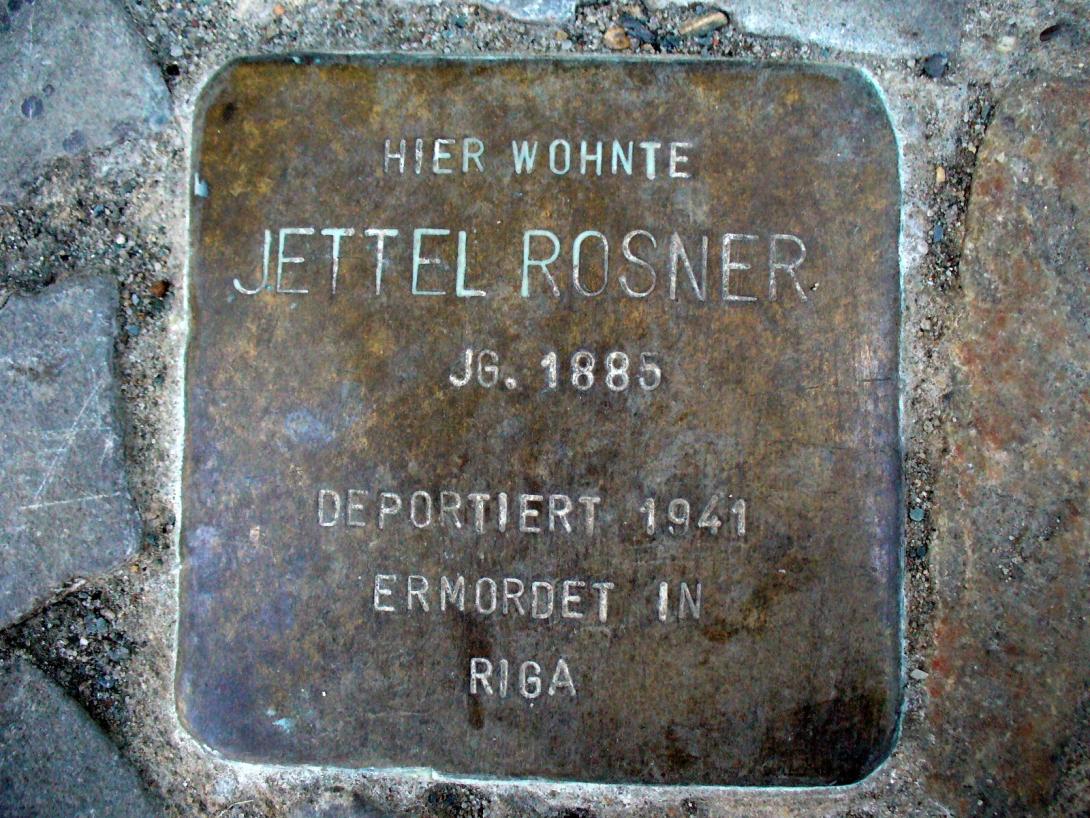 HIER WOHNTE
JETTEL ROSNER
JG. 1885
DEPORTIERT 1941
ERMORDET IN
RIGA